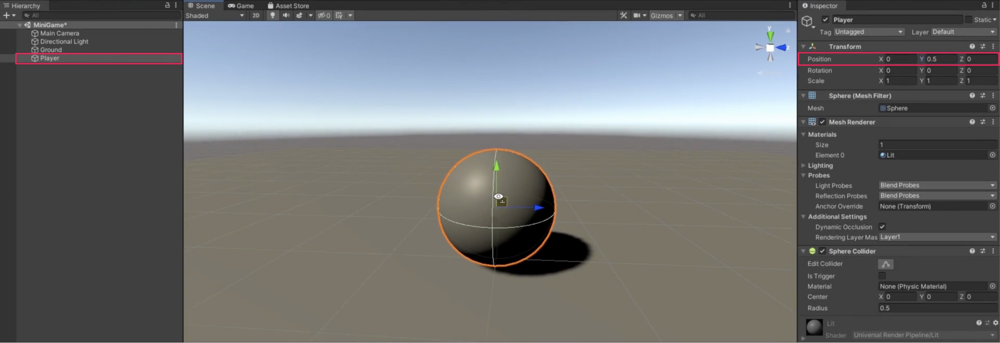 Hierarchy
All
MiniGame*
Main Camera
Directional Light
Ground
Player
Scene Game Asset Store
Shaded 2D 0 Gizmos All
y
z
Inspector
Player Static
Tag Untagged Layer Default
Transform
Position X 0 Y 0.5 Z 0
Rotation X 0 Y 0 Z 0
Scale X 1 Y 1 Z 1
Sphere (Mesh Filter)
Mesh Sphere
Mesh Renderer
Materials
Size 1
Element 0 Lit
Lighting
Probes
Light Probes Blend Probes
Reflection Probes Blend Probes
Anchor Override None (Transform)
Additional Settings
Dynamic Occlusion
Rendering Layer Mas Layer1
Sphere Collider
Edit Collider
Is Trigger
Material None (Physic Material)
Center X 0 Y 0 Z 0
Radius 0.5
Lit
Shader Universal Render Pipeline/Lit